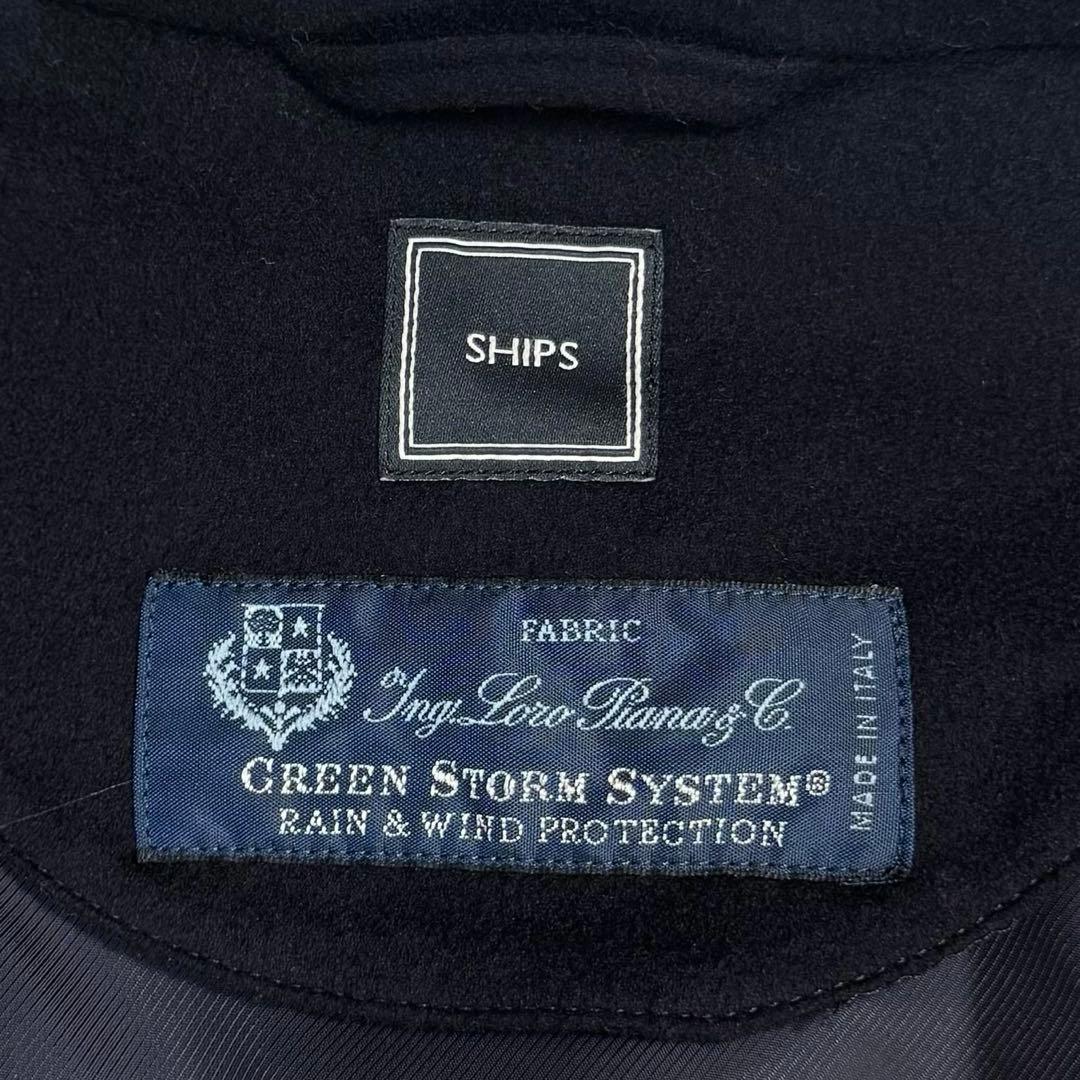 SHIPS
FABRIC
Ing. Loro Piana & C.
GREEN STORM SYSTEM®
RAIN & WIND PROTECTION
MADE IN ITALY